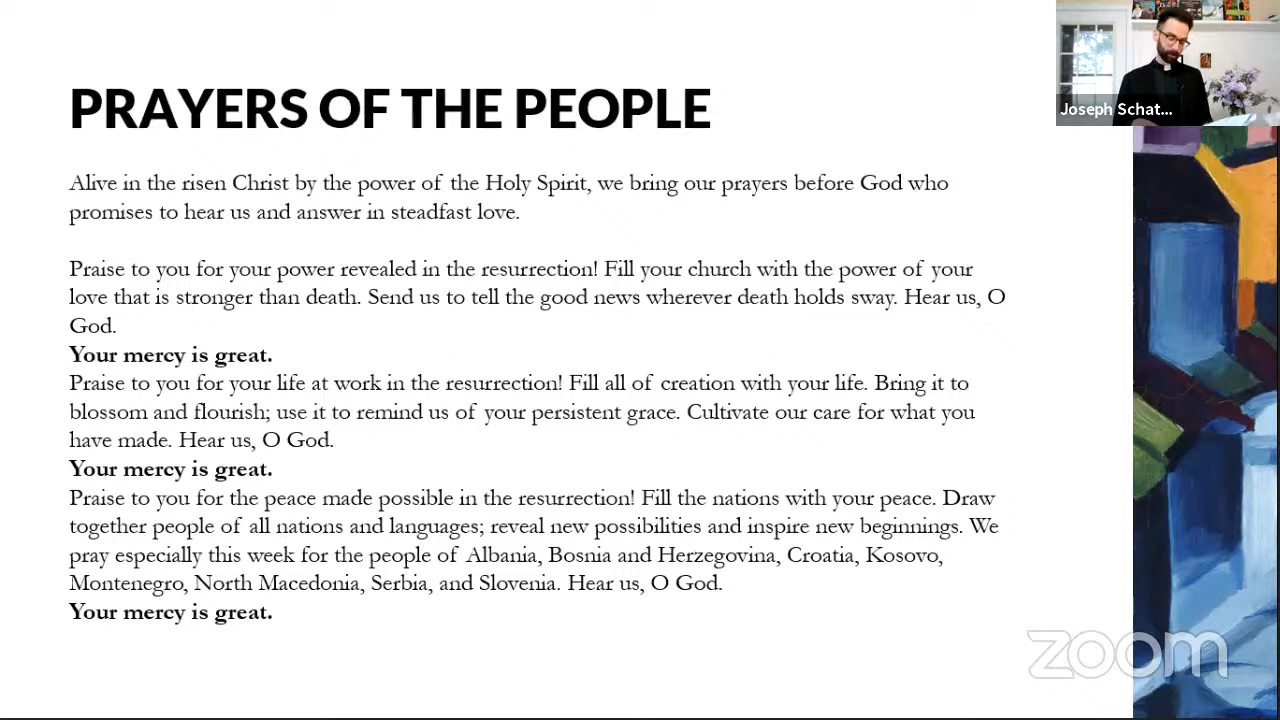 PRAYERS OF THE PEOPLE
Joseph Schat...
Alive in the risen Christ by the power of the Holy Spirit, we bring our prayers before God who
promises to hear us and answer in steadfast love.
Praise to you for your power revealed in the resurrection! Fill your church with the power of your
love that is stronger than death. Send us to tell the good news wherever death holds sway. Hear us, O
God.
Your mercy is great.
Praise to you for your life at work in the resurrection! Fill all of creation with your life. Bring it to
blossom and flourish; use it to remind us of your persistent grace. Cultivate our care for what you
have made. Hear us, O God.
Your mercy is great.
Praise to you for the peace made possible in the resurrection! Fill the nations with your peace. Draw
together people of all nations and languages; reveal new possibilities and inspire new beginnings. We
pray especially this week for the people of Albania, Bosnia and Herzegovina, Croatia, Kosovo,
Montenegro, North Macedonia, Serbia, and Slovenia. Hear us, O God.
Your mercy is great.
zoom